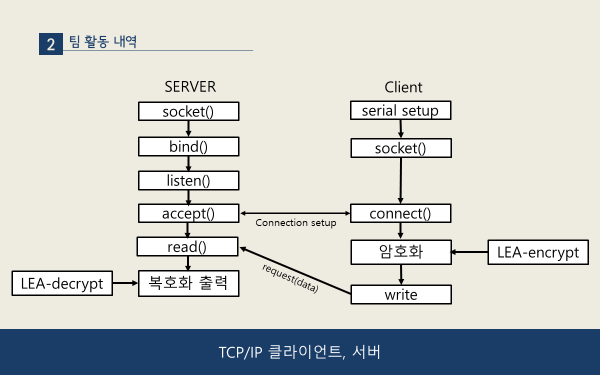 2 팀 활동 내역
SERVER
Client
socket()
serial setup
bind()
socket()
listen()
accept()
Connection setup
connect()
read()
request(data)
암호화
LEA-encrypt
LEA-decrypt
복호화 출력
write
TCP/IP 클라이언트, 서버